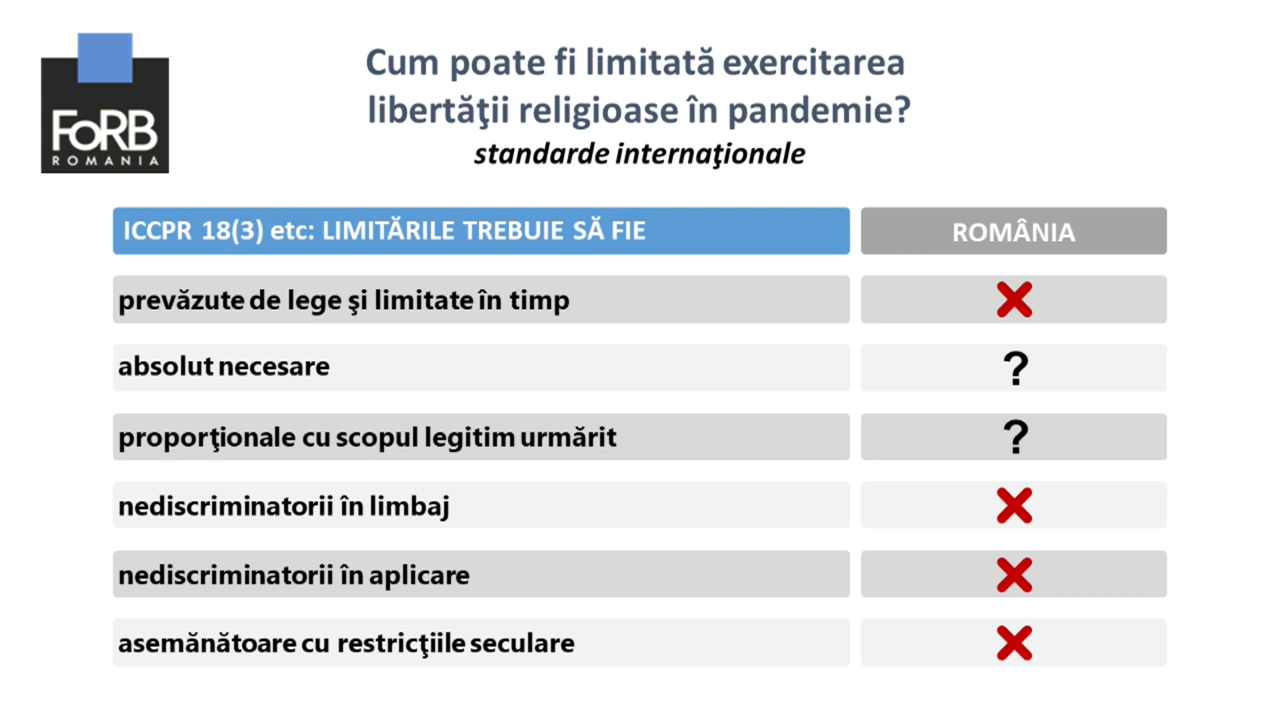 FoRB
ROMANIA
Cum poate fi limitată exercitarea
libertăţii religioase în pandemie?
standarde internaţionale
ICCPR 18(3) etc: LIMITĂRILE TREBUIE SĂ FIE
ROMÂNIA
prevăzute de lege şi limitate în timp
absolut necesare
?
proporţionale cu scopul legitim urmărit
?
nediscriminatorii în limbaj
nediscriminatorii în aplicare
asemănătoare cu restricţiile seculare